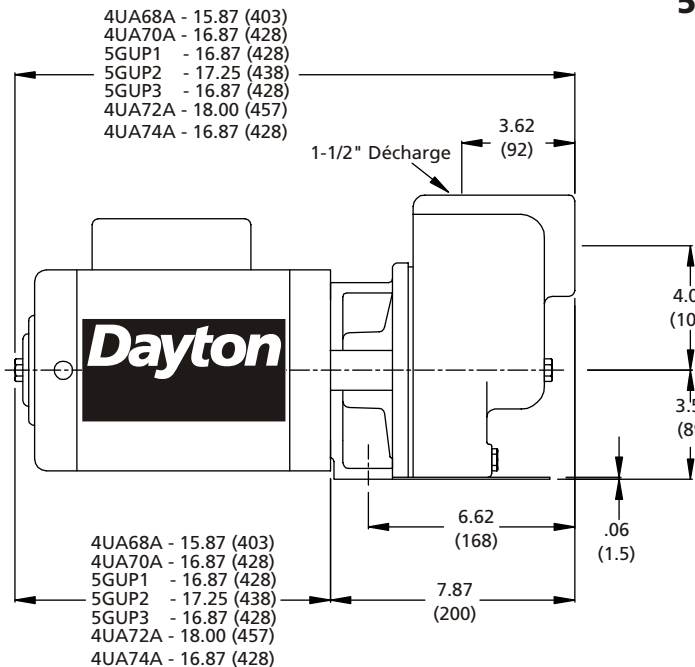 4UA68A - 15.87 (403)
4UA70A - 16.87 (428)
5GUP1 - 16.87 (428)
5GUP2 - 17.25 (438)
5GUP3 - 16.87 (428)
4UA72A - 18.00 (457)
4UA74A - 16.87 (428)
5
3.62
(92)
1-1/2" Décharge
Dayton
6.62
(168)
.06
(1.5)
7.87
(200)
4UA68A - 15.87 (403)
4UA70A - 16.87 (428)
5GUP1 - 16.87 (428)
5GUP2 - 17.25 (438)
5GUP3 - 16.87 (428)
4UA72A - 18.00 (457)
4UA74A - 16.87 (428)